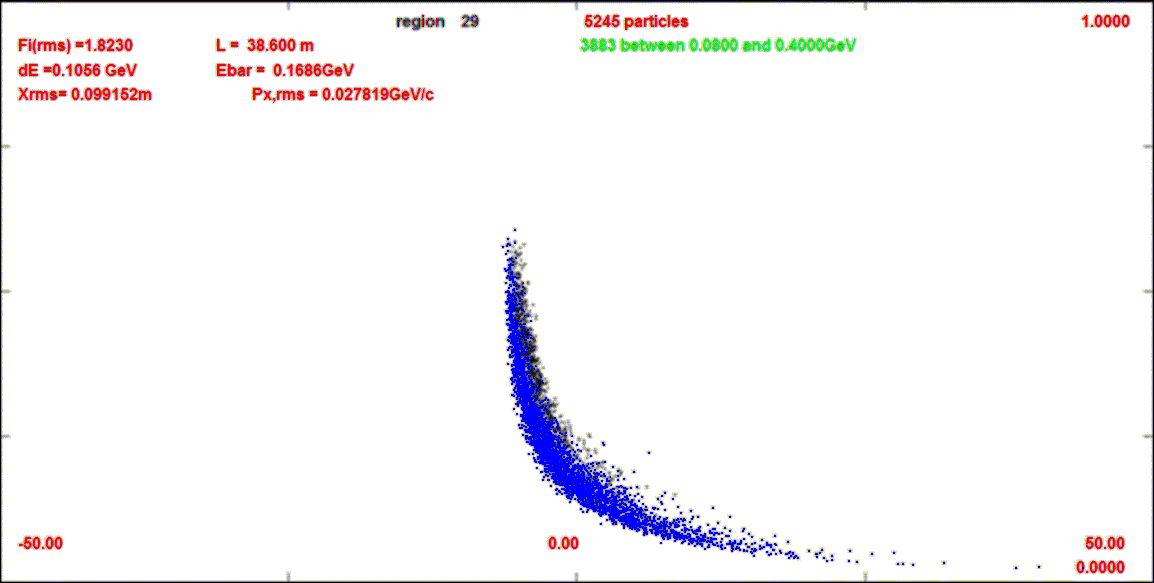 region 29 5245 particles 1.0000
Fi(rms) =1.8230 L = 38.600 m 3883 between 0.0800 and 0.4000GeV
dE =0.1056 GeV Ebar = 0.1686GeV
Xrms= 0.099152m Px,rms = 0.027819GeV/c
-50.00 0.00 50.00
0.0000